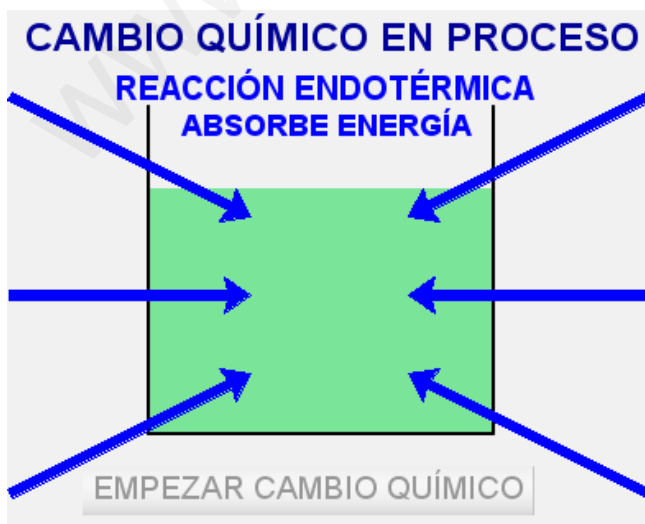 CAMBIO QUÍMICO EN PROCESO
REACCIÓN ENDOTÉRMICA
ABSORBE ENERGÍA
EMPEZAR CAMBIO QUÍMICO